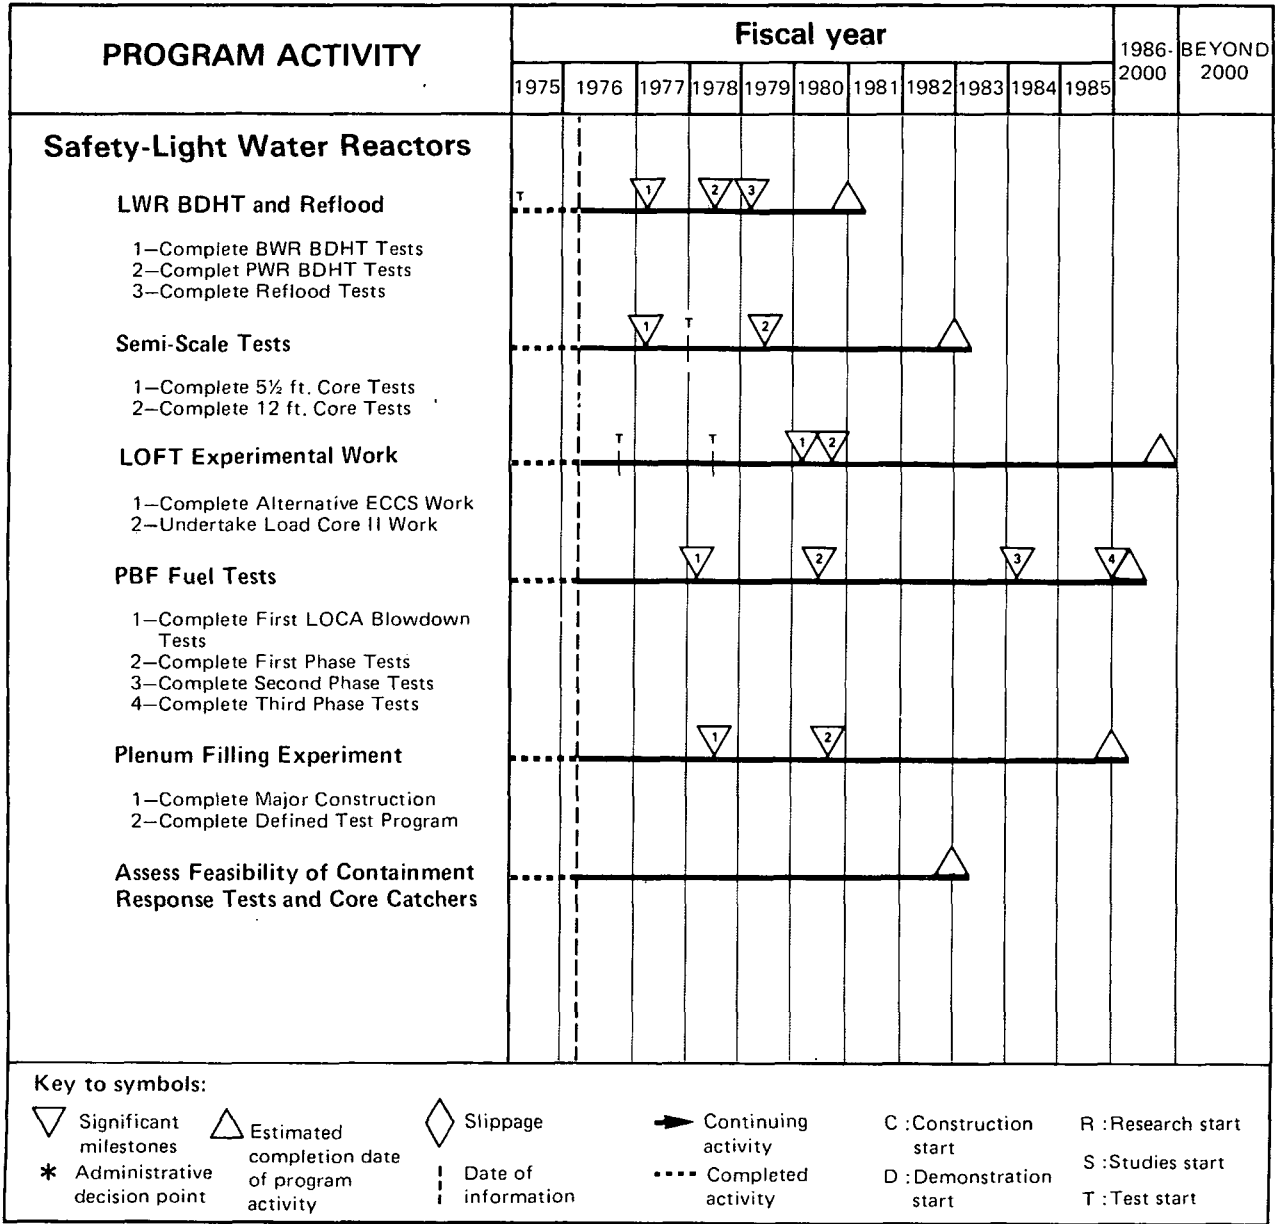 PROGRAM ACTIVITY
Fiscal year
1975 1976 1977 1978 1979 1980 1981 1982 1983 1984 1985
1986-2000
BEYOND 2000
Safety-Light Water Reactors
LWR BDHT and Reflood
T 1 2 3
1—Complete BWR BDHT Tests
2—Complet PWR BDHT Tests
3—Complete Reflood Tests
Semi-Scale Tests
1 T 2
1—Complete 5½ ft. Core Tests
2—Complete 12 ft. Core Tests
LOFT Experimental Work
T T 1 2
1—Complete Alternative ECCS Work
2—Undertake Load Core II Work
PBF Fuel Tests
1 2 3 4
1—Complete First LOCA Blowdown
Tests
2—Complete First Phase Tests
3—Complete Second Phase Tests
4—Complete Third Phase Tests
Plenum Filling Experiment
1 2
1—Complete Major Construction
2—Complete Defined Test Program
Assess Feasibility of Containment
Response Tests and Core Catchers
Key to symbols:
Significant
milestones
* Administrative
decision point
Estimated
completion date
of program
activity
Slippage
Date of
information
Continuing
activity
Completed
activity
C :Construction
start
D :Demonstration
start
R :Research start
S :Studies start
T :Test start